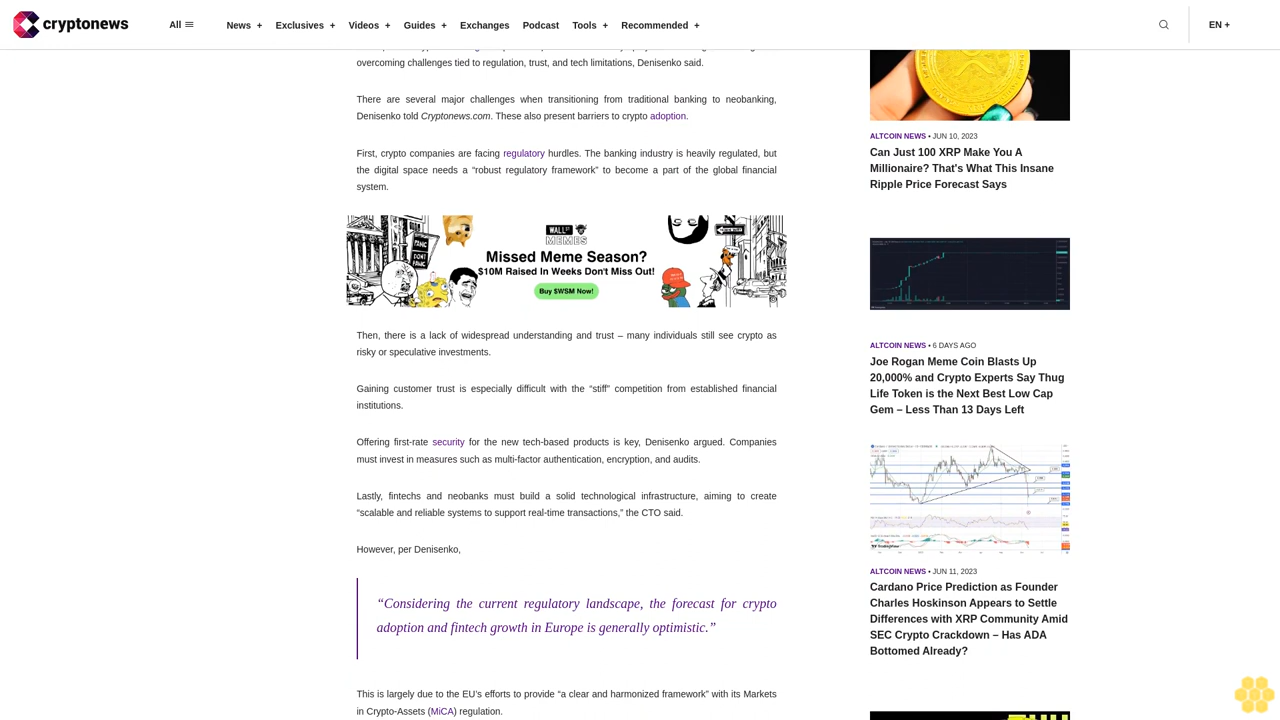 cryptonews
All
News +
Exclusives +
Videos +
Guides +
Exchanges
Podcast
Tools +
Recommended +
EN +
overcoming challenges tied to regulation, trust, and tech limitations, Denisenko said.
There are several major challenges when transitioning from traditional banking to neobanking,
Denisenko told Cryptonews.com. These also present barriers to crypto adoption.
First, crypto companies are facing regulatory hurdles. The banking industry is heavily regulated, but
the digital space needs a “robust regulatory framework” to become a part of the global financial
system.
PANIC
DON'T PANIC
WALL ST
MEMES
Missed Meme Season?
$10M Raised In Weeks Don't Miss Out!
Buy $WSM Now!
Then, there is a lack of widespread understanding and trust – many individuals still see crypto as
risky or speculative investments.
Gaining customer trust is especially difficult with the “stiff” competition from established financial
institutions.
Offering first-rate security for the new tech-based products is key, Denisenko argued. Companies
must invest in measures such as multi-factor authentication, encryption, and audits.
Lastly, fintechs and neobanks must build a solid technological infrastructure, aiming to create
“scalable and reliable systems to support real-time transactions,” the CTO said.
However, per Denisenko,
“Considering the current regulatory landscape, the forecast for crypto
adoption and fintech growth in Europe is generally optimistic.”
This is largely due to the EU’s efforts to provide “a clear and harmonized framework” with its Markets
in Crypto-Assets (MiCA) regulation.
ALTCOIN NEWS • JUN 10, 2023
Can Just 100 XRP Make You A
Millionaire? That's What This Insane
Ripple Price Forecast Says
ALTCOIN NEWS • 6 DAYS AGO
Joe Rogan Meme Coin Blasts Up
20,000% and Crypto Experts Say Thug
Life Token is the Next Best Low Cap
Gem – Less Than 13 Days Left
TradingView
ALTCOIN NEWS • JUN 11, 2023
Cardano Price Prediction as Founder
Charles Hoskinson Appears to Settle
Differences with XRP Community Amid
SEC Crypto Crackdown – Has ADA
Bottomed Already?